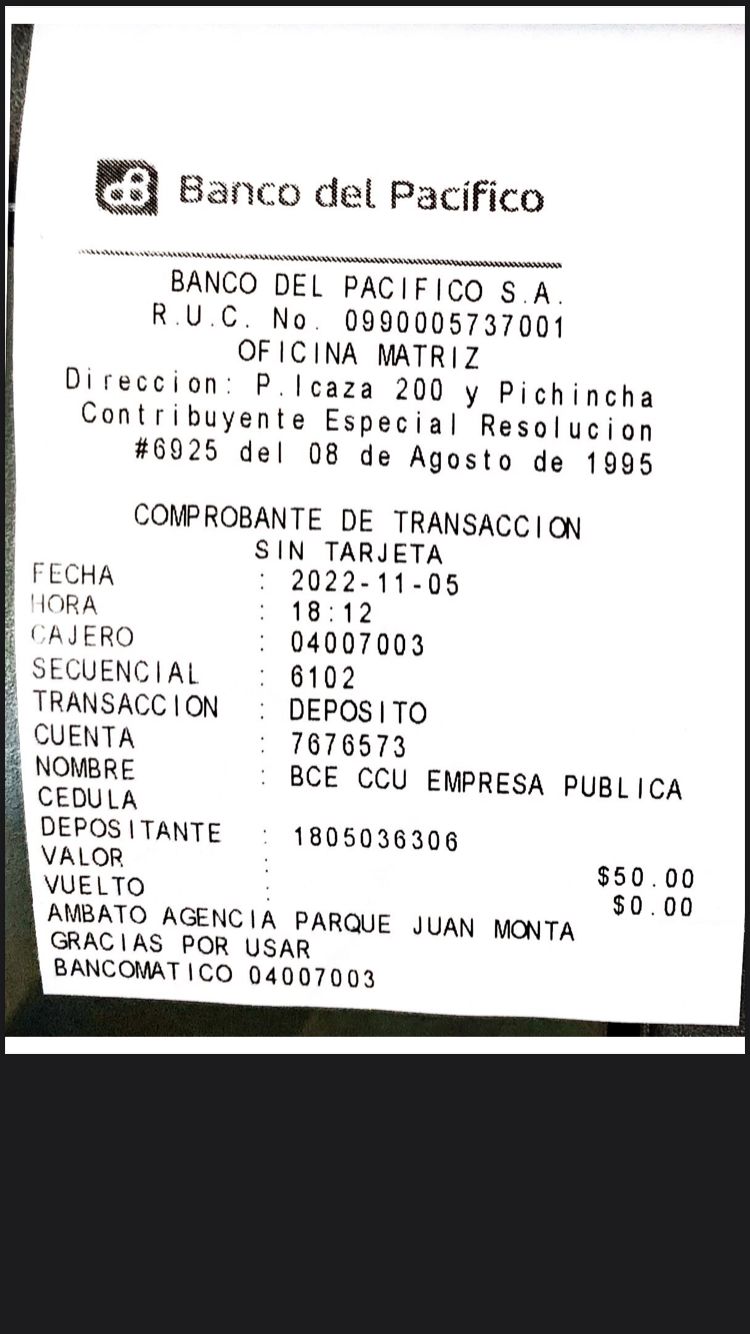 Banco del Pacífico
BANCO DEL PACIFICO S.A.
R.U.C. No. 0990005737001
OFICINA MATRIZ
Direccion: P.Icaza 200 y Pichincha
Contribuyente Especial Resolucion
#6925 del 08 de Agosto de 1995
COMPROBANTE DE TRANSACCION
SIN TARJETA
FECHA : 2022-11-05
HORA : 18:12
CAJERO : 04007003
SECUENCIAL : 6102
TRANSACCION : DEPOSITO
CUENTA : 7676573
NOMBRE : BCE CCU EMPRESA PUBLICA
CEDULA
DEPOSITANTE : 1805036306
VALOR : $50.00
VUELTO : $0.00
AMBATO AGENCIA PARQUE JUAN MONTA
GRACIAS POR USAR
BANCOMATICO 04007003